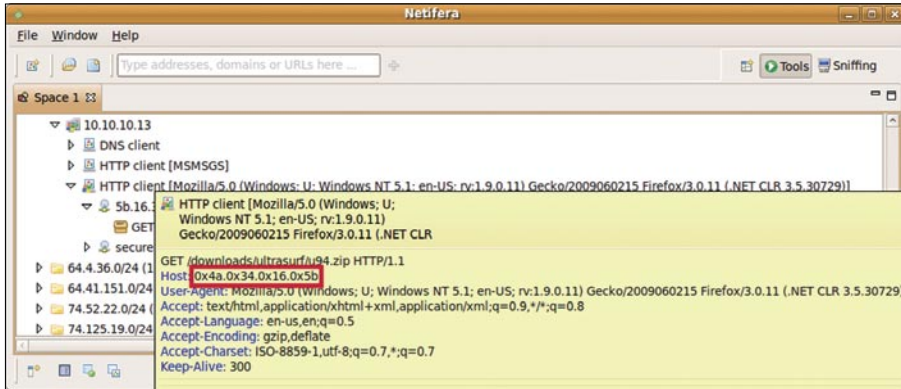 Netifera
File Window Help
Type addresses, domains or URLs here ...
Tools Sniffing
Space 1
10.10.10.13
DNS client
HTTP client [MSMSGS]
HTTP client [Mozilla/5.0 (Windows; U; Windows NT 5.1; en-US; rv:1.9.0.11) Gecko/2009060215 Firefox/3.0.11 (.NET CLR 3.5.30729)]
5b.16.
GET
secure
64.4.36.0/24 (1
64.41.151.0/24
74.52.22.0/24 (
74.125.19.0/24
HTTP client [Mozilla/5.0 (Windows; U;
Windows NT 5.1; en-US; rv:1.9.0.11)
Gecko/2009060215 Firefox/3.0.11 (.NET CLR
GET /downloads/ultrasurf/u94.zip HTTP/1.1
Host: 0x4a.0x34.0x16.0x5b
User-Agent: Mozilla/5.0 (Windows; U; Windows NT 5.1; en-US; rv:1.9.0.11) Gecko/2009060215 Firefox/3.0.11 (.NET CLR 3.5.30729)
Accept: text/html,application/xhtml+xml,application/xml;q=0.9,*/*;q=0.8
Accept-Language: en-us,en;q=0.5
Accept-Encoding: gzip,deflate
Accept-Charset: ISO-8859-1,utf-8;q=0.7,*;q=0.7
Keep-Alive: 300